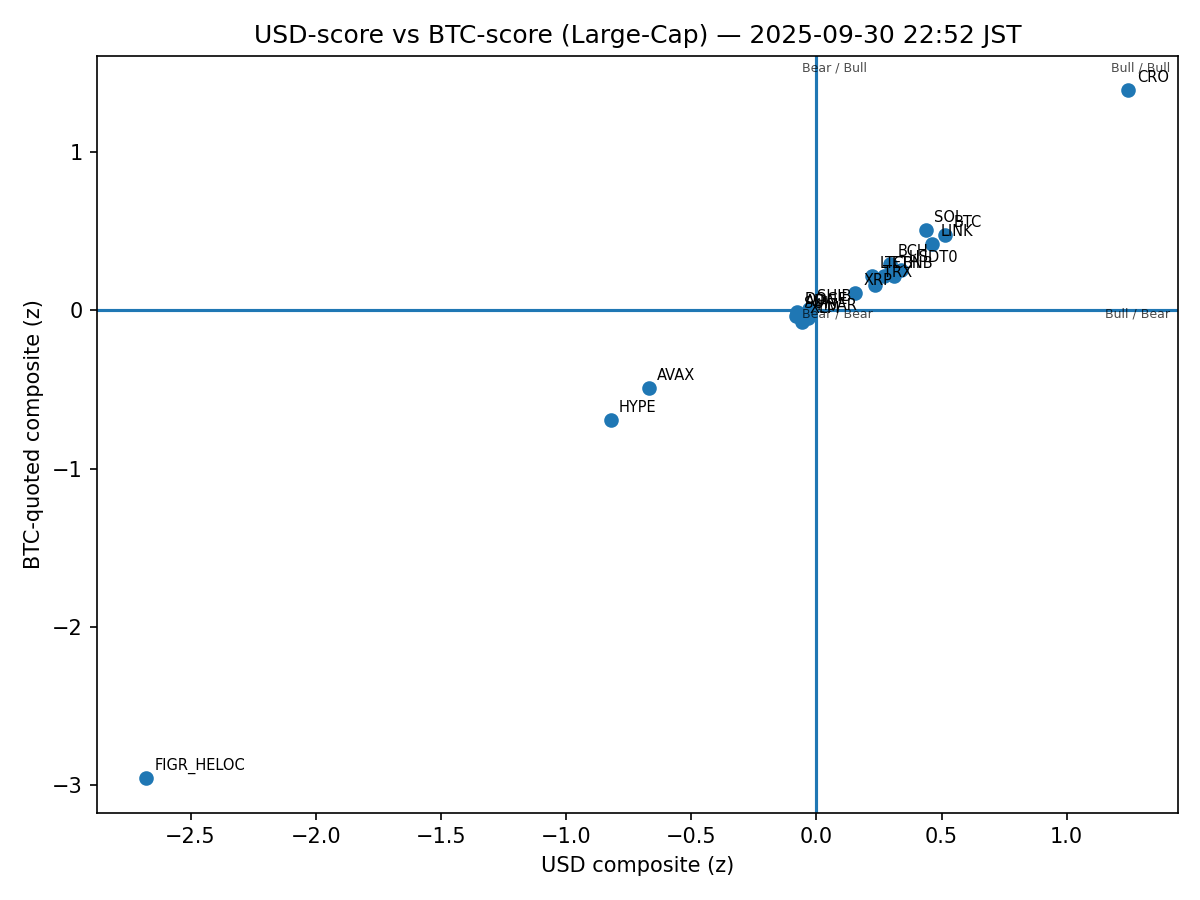 USD-score vs BTC-score (Large-Cap) — 2025-09-30 22:52 JST
Bear / Bull
Bull / Bull
CRO
SOL
BTC
LINK
BCH
USDT0
LTC
ETH
BNB
TRX
XRP
SHIB
DOGE
Bear / Bear
Bull / Bear
AVAX
HYPE
FIGR_HELOC
1
0
−1
−2
−3
BTC-quoted composite (z)
−2.5
−2.0
−1.5
−1.0
−0.5
0.0
0.5
1.0
USD composite (z)